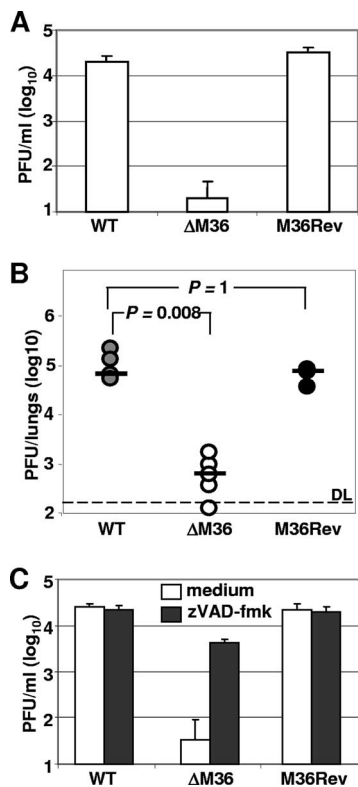 A
PFU/ml (log10)
5
4
3
2
1
WT
ΔM36
M36Rev
B
PFU/lungs (log10)
P = 1
P = 0.008
6
5
4
3
2
DL
WT
ΔM36
M36Rev
C
PFU/ml (log10)
5
4
3
2
1
medium
zVAD-fmk
WT
ΔM36
M36Rev